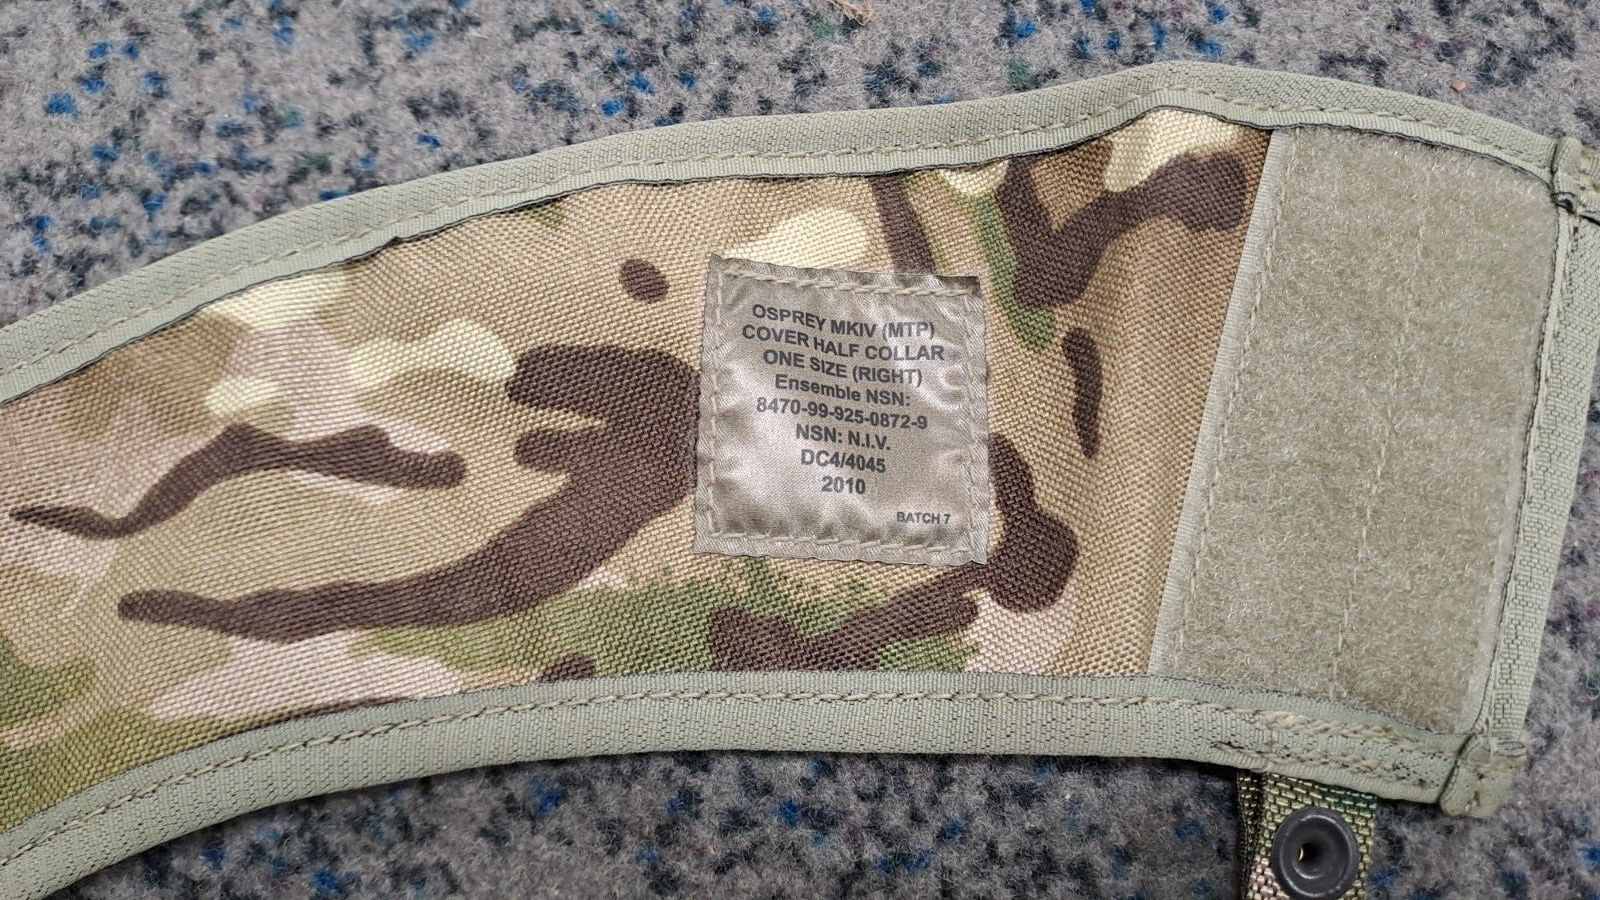 OSPREY MKIV (MTP)
COVER HALF COLLAR
ONE SIZE (RIGHT)
Ensemble NSN:
8470-99-925-0872-9
NSN: N.I.V.
DC4/4045
2010
BATCH 7